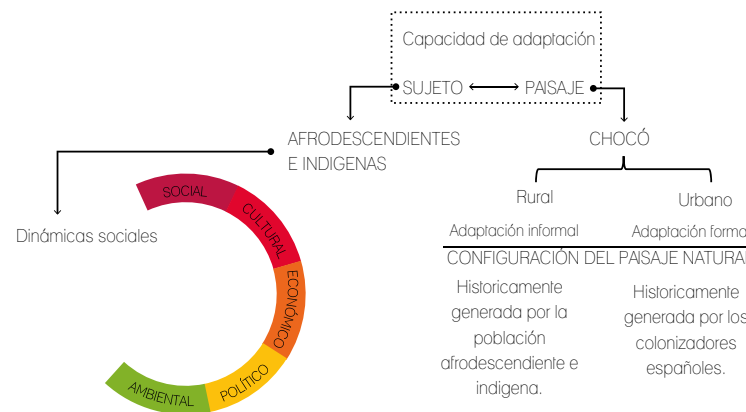 Capacidad de adaptación
SUJETO
PAISAJE
AFRODESCENDIENTES
E INDIGENAS
CHOCÓ
Dinámicas sociales
SOCIAL
CULTURAL
ECONÓMICO
POLÍTICO
AMBIENTAL
Rural
Urbano
Adaptación informal
Adaptación forma
CONFIGURACIÓN DEL PAISAJE NATURA
Historicamente
generada por la
población
afrodescendiente e
indigena.
Historicamente
generada por los
colonizadores
españoles.